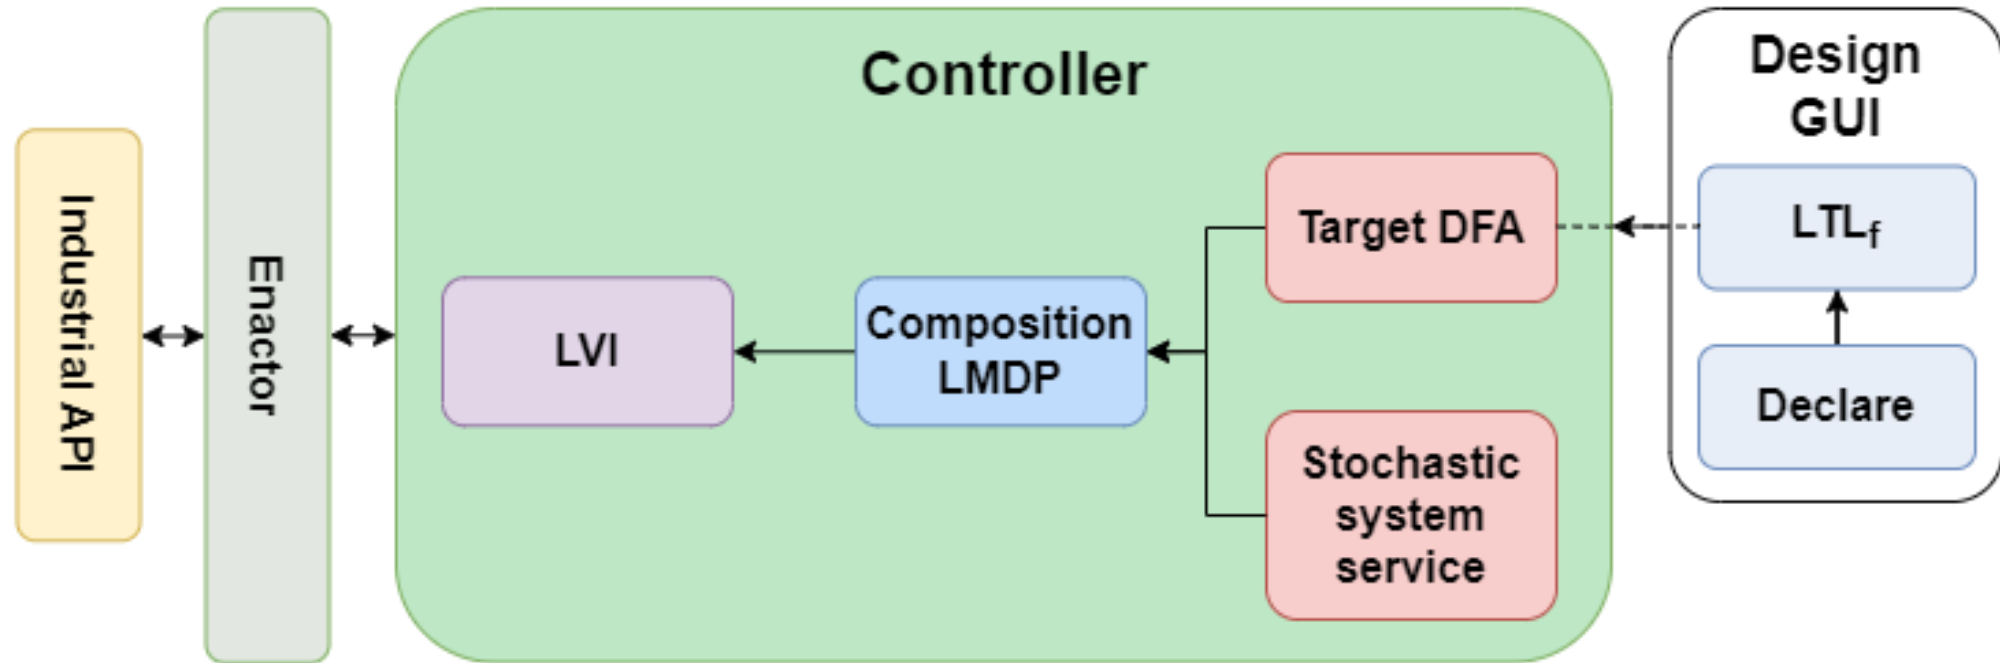 Industrial API
Enactor
Controller
LVI
Composition
LMDP
Target DFA
Stochastic
system
service
Design
GUI
LTLf
Declare